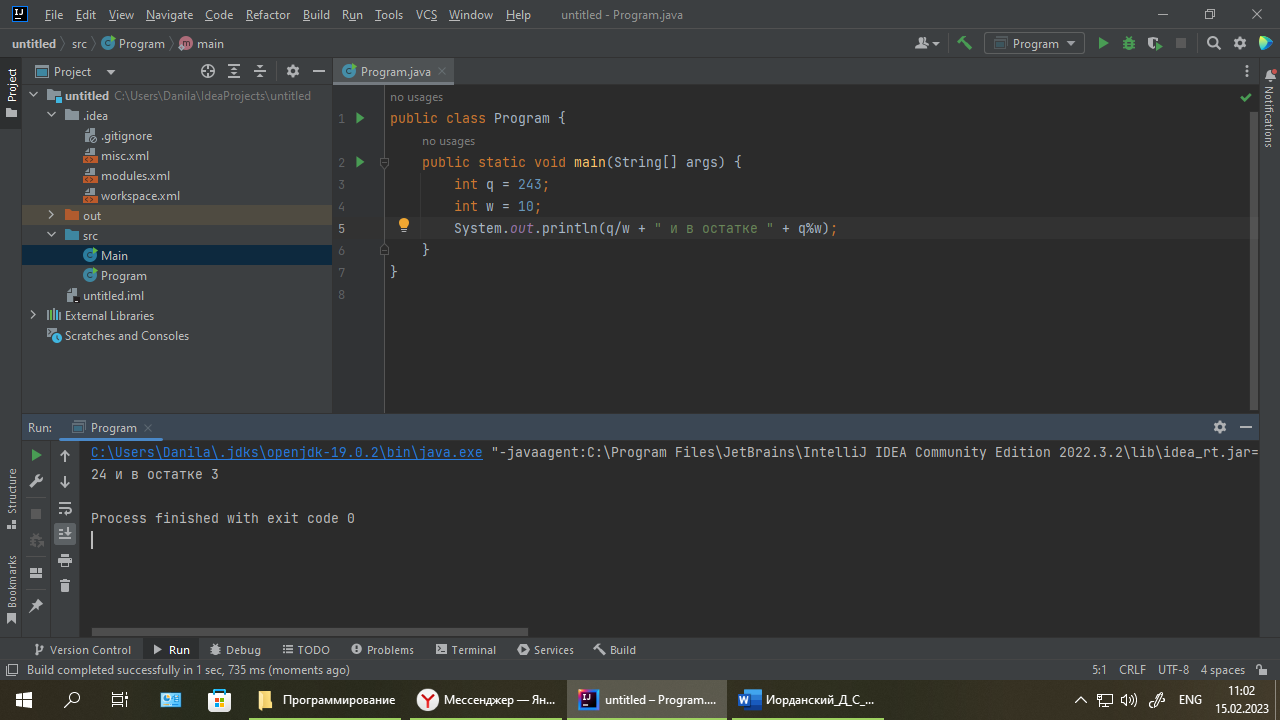 File Edit View Navigate Code Refactor Build Run Tools VCS Window Help untitled - Program.java
untitled src Program main
Program
Project
Program.java
Project
Notifications
untitled C:\Users\Danila\IdeaProjects\untitled
.idea
.gitignore
misc.xml
modules.xml
workspace.xml
out
src
Main
Program
untitled.iml
External Libraries
Scratches and Consoles
no usages
1 public class Program {
no usages
2 public static void main(String[] args) {
3 int q = 243;
4 int w = 10;
5 System.out.println(q/w + " и в остатке " + q%w);
6 }
7 }
8
Run: Program
C:\Users\Danila\.jdks\openjdk-19.0.2\bin\java.exe "-javaagent:C:\Program Files\JetBrains\IntelliJ IDEA Community Edition 2022.3.2\lib\idea_rt.jar=
24 и в остатке 3
Process finished with exit code 0
Structure
Bookmarks
Version Control Run Debug TODO Problems Terminal Services Build
Build completed successfully in 1 sec, 735 ms (moments ago) 5:1 CRLF UTF-8 4 spaces
Программирование Мессенджер — Ян... untitled – Program.... W Иорданский_Д_С_... ENG 11:02
15.02.2023